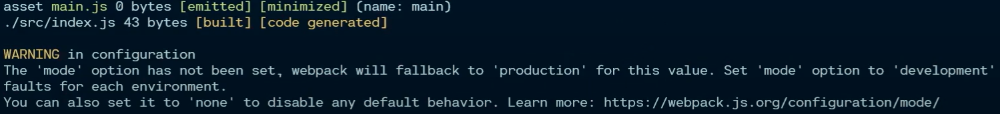 asset main.js 0 bytes [emitted] [minimized] (name: main)
./src/index.js 43 bytes [built] [code generated]
WARNING in configuration
The 'mode' option has not been set, webpack will fallback to 'production' for this value. Set 'mode' option to 'development'
faults for each environment.
You can also set it to 'none' to disable any default behavior. Learn more: https://webpack.js.org/configuration/mode/